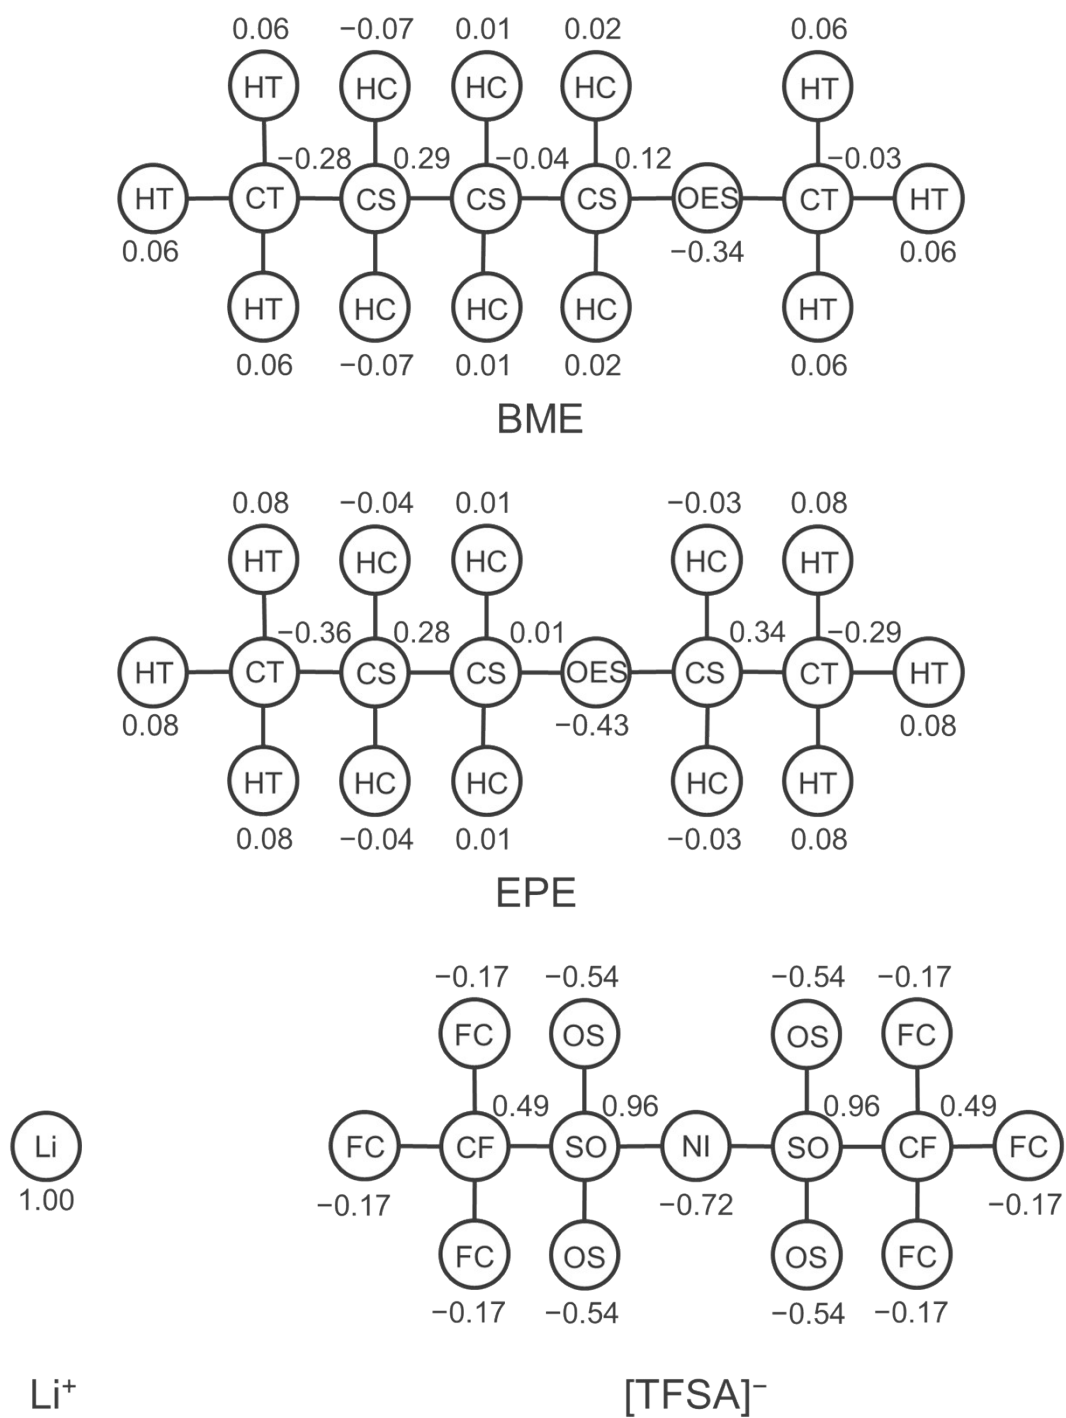 0.06 −0.07 0.01 0.02 0.06
HT HC HC HC HT
−0.28 0.29 −0.04 0.12 −0.03
HT CT CS CS CS OES CT HT
0.06 −0.34 0.06
HT HC HC HC HT
0.06 −0.07 0.01 0.02 0.06
BME
0.08 −0.04 0.01 −0.03 0.08
HT HC HC HC HT
−0.36 0.28 0.01 0.34 −0.29
HT CT CS CS OES CS CT HT
0.08 −0.43 0.08
HT HC HC HC HT
0.08 −0.04 0.01 −0.03 0.08
EPE
−0.17 −0.54 −0.54 −0.17
FC OS OS FC
0.49 0.96 0.96 0.49
Li FC CF SO NI SO CF FC
1.00 −0.17 −0.72 −0.17
FC OS OS FC
−0.17 −0.54 −0.54 −0.17
Li⁺ [TFSA]⁻